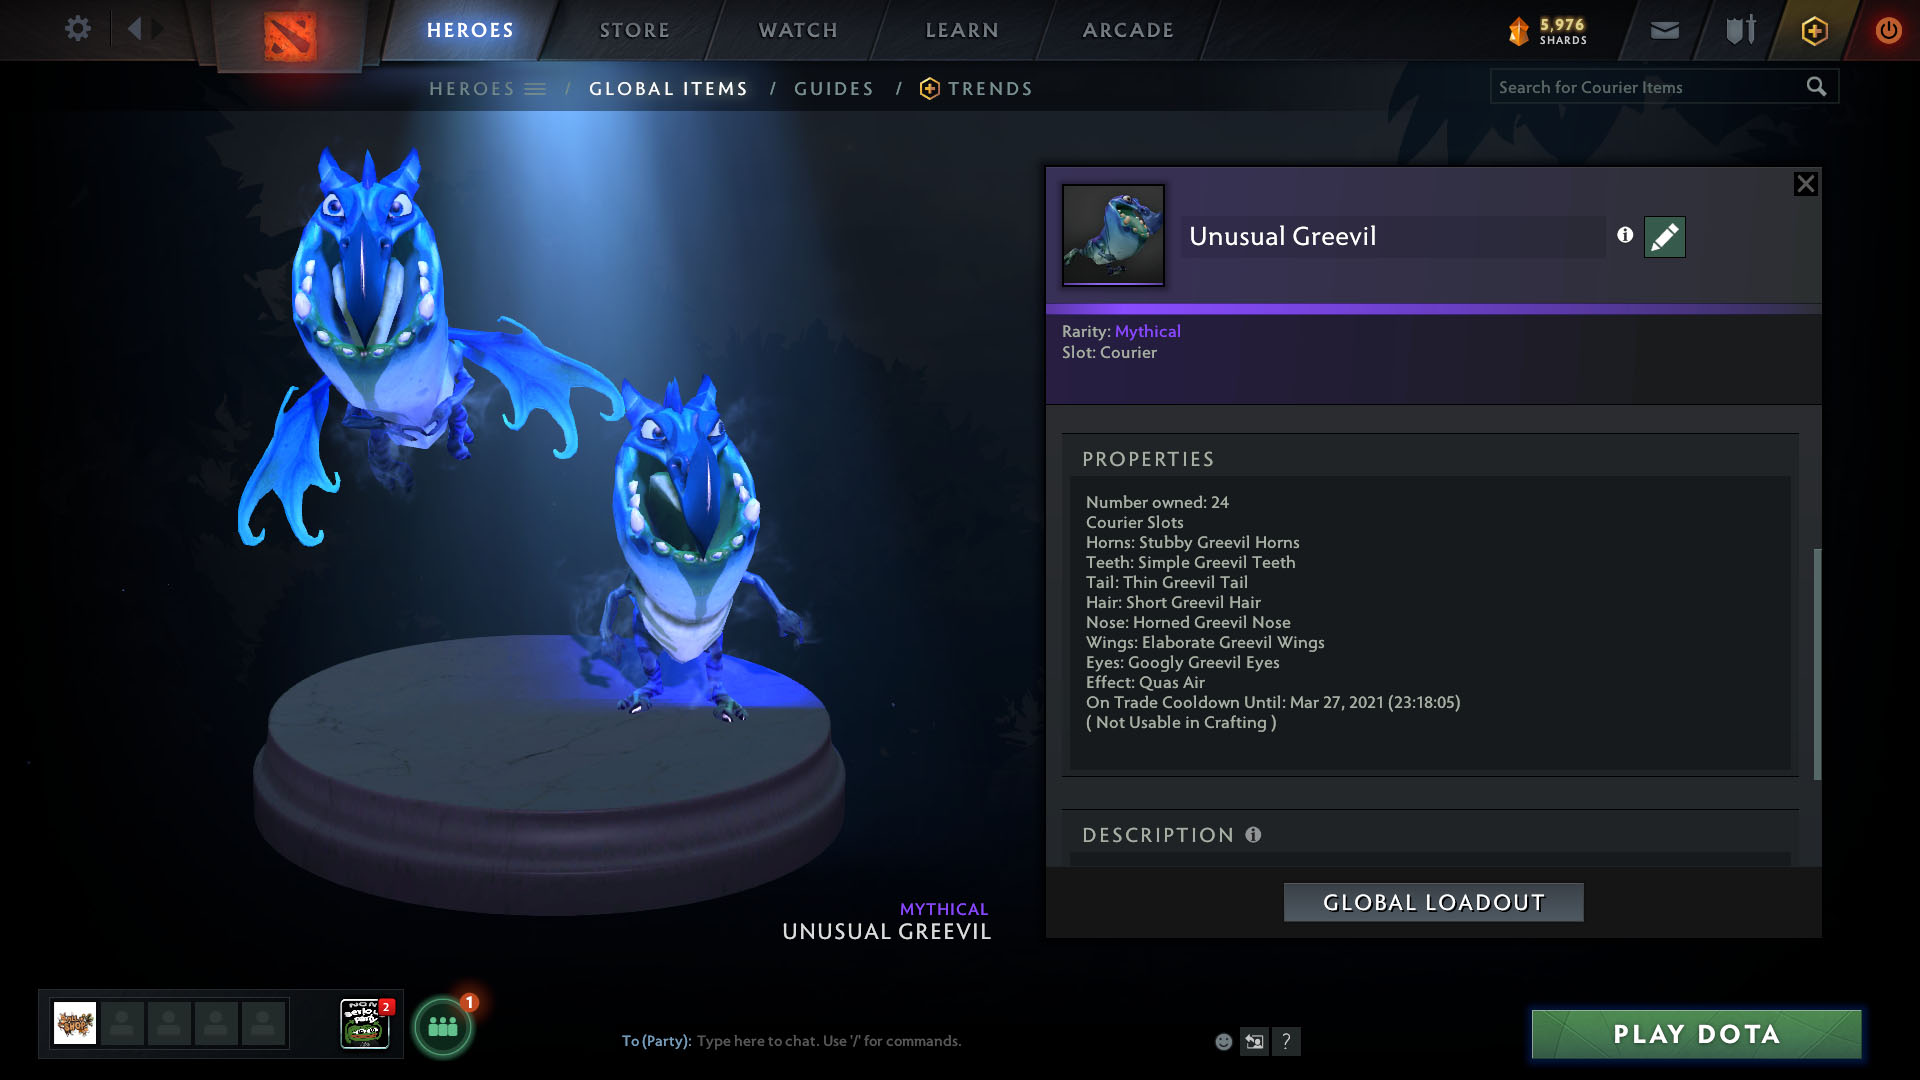 HEROES
STORE
WATCH
LEARN
ARCADE
5,976
SHARDS
HEROES / GLOBAL ITEMS / GUIDES / TRENDS
Search for Courier Items
Unusual Greevil
Rarity: Mythical
Slot: Courier
PROPERTIES
Number owned: 24
Courier Slots
Horns: Stubby Greevil Horns
Teeth: Simple Greevil Teeth
Tail: Thin Greevil Tail
Hair: Short Greevil Hair
Nose: Horned Greevil Nose
Wings: Elaborate Greevil Wings
Eyes: Googly Greevil Eyes
Effect: Quas Air
On Trade Cooldown Until: Mar 27, 2021 (23:18:05)
( Not Usable in Crafting )
DESCRIPTION
GLOBAL LOADOUT
MYTHICAL
UNUSUAL GREEVIL
2
1
To (Party): Type here to chat. Use '/' for commands.
?
PLAY DOTA